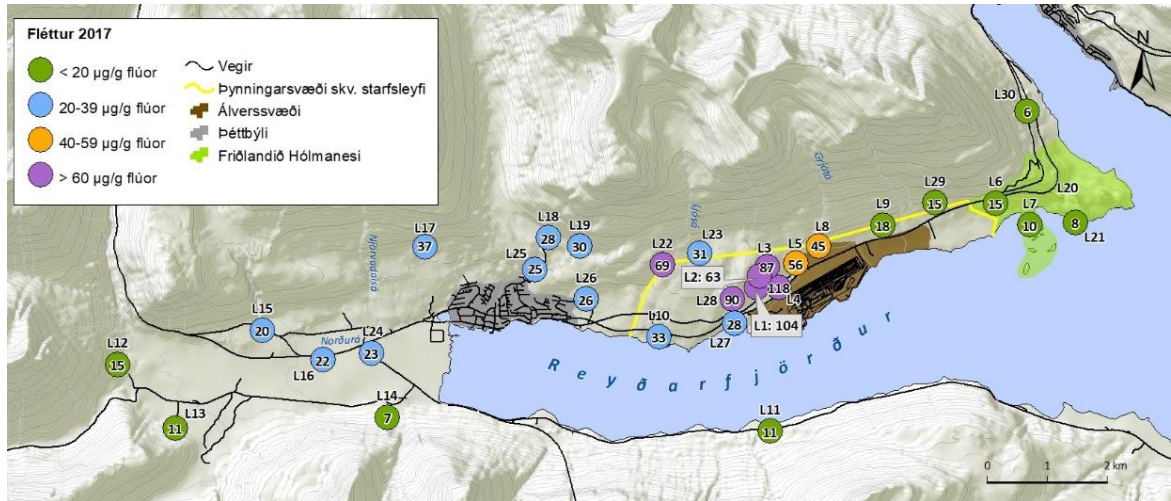 Fléttur 2017
< 20 µg/g flúor
20-39 µg/g flúor
40-59 µg/g flúor
> 60 µg/g flúor
Vegir
Þynningarsvæði skv. starfsleyfi
Álverssvæði
Þéttbýli
Friðlandið Hólmanesi
N
L30
6
L20
L29
15
L6
15
L7
10
8
L21
Grjótá
L9
18
L8
45
L5
56
L3
87
Ljósá
L23
31
L22
69
L2: 63
118
L4
L28
90
L1: 104
L27
28
L10
33
L17
37
Njörvadalsá
L18
28
L19
30
L25
25
L26
26
L15
20
L24
23
Norðurá
L16
22
L12
15
L13
11
L14
7
L11
11
Reyðarfjörður
0 1 2 km